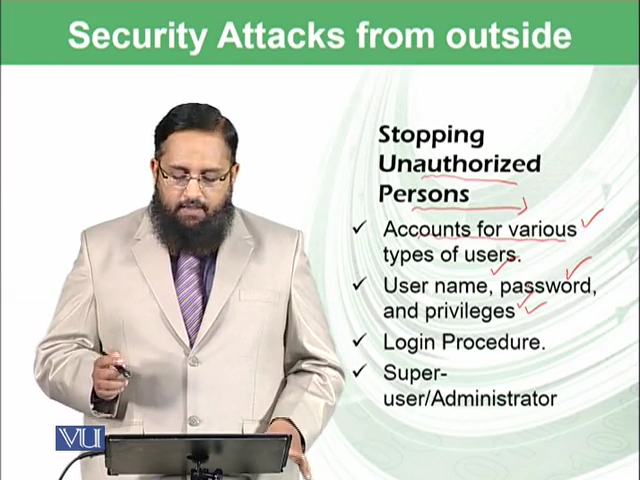 Security Attacks from outside
Stopping
Unauthorized
Persons
✓ Accounts for various
types of users.
✓ User name, password,
and privileges
✓ Login Procedure.
✓ Super-
user/Administrator
VU